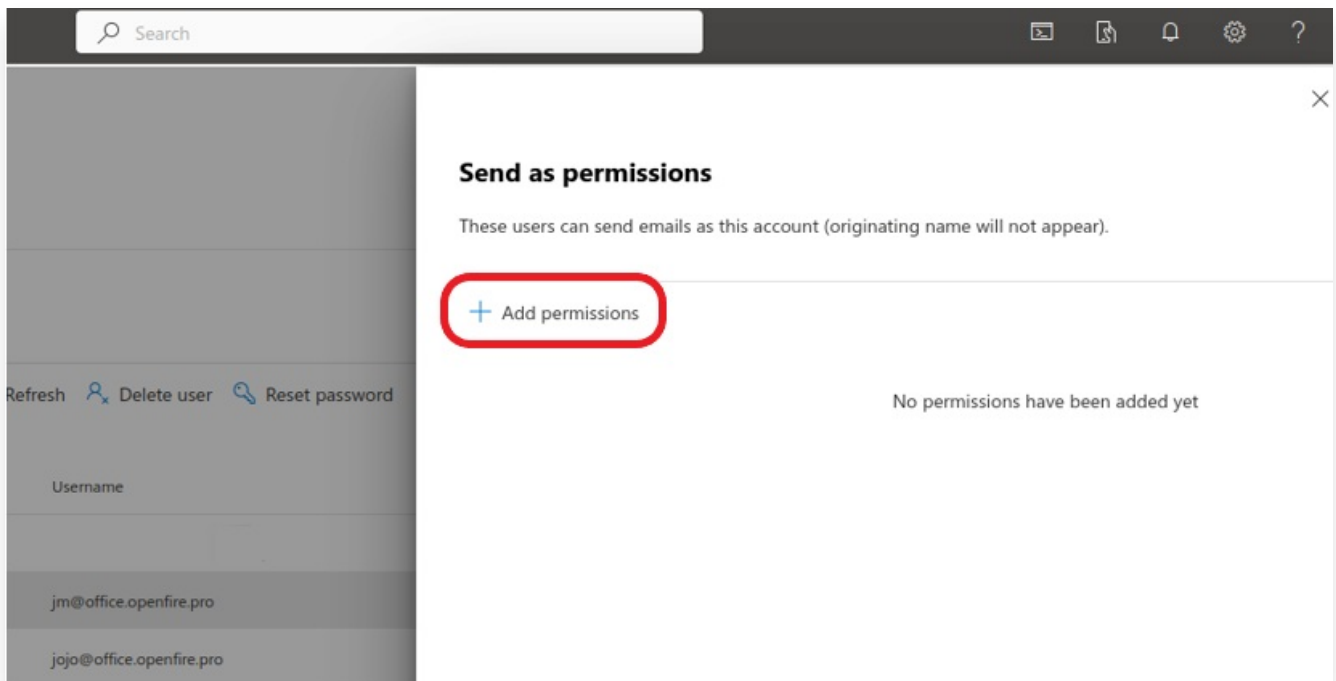 Search
Send as permissions
These users can send emails as this account (originating name will not appear).
Add permissions
No permissions have been added yet
Refresh Delete user Reset password
Username
jm@office.openfire.pro
jojo@office.openfire.pro